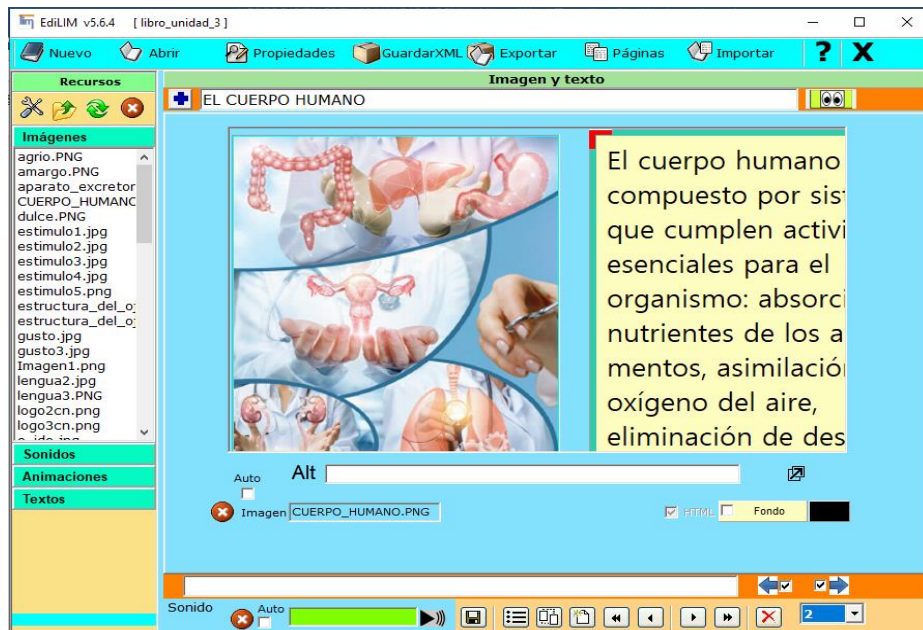 EdiLIM v5.6.4 [ libro_unidad_3 ]
Nuevo Abrir Propiedades GuardarXML Exportar Páginas Importar ? X
Recursos
Imagen y texto
EL CUERPO HUMANO
Imágenes
agrio.PNG
amargo.PNG
aparato_excretor
CUERPO_HUMANO
dulce.PNG
estimulo1.jpg
estimulo2.jpg
estimulo3.jpg
estimulo4.jpg
estimulo5.png
estructura_del_o
estructura_del_o
gusto.jpg
gusto3.jpg
Imagen1.png
lengua2.jpg
lengua3.PNG
logo2cn.png
logo3cn.png
Sonidos
Animaciones
Textos
El cuerpo humano
compuesto por sis
que cumplen activi
esenciales para el
organismo: absorci
nutrientes de los a
mentos, asimilació
oxígeno del aire,
eliminación de des
Auto Alt
Imagen CUERPO_HUMANO.PNG HTML Fondo
Sonido Auto 2